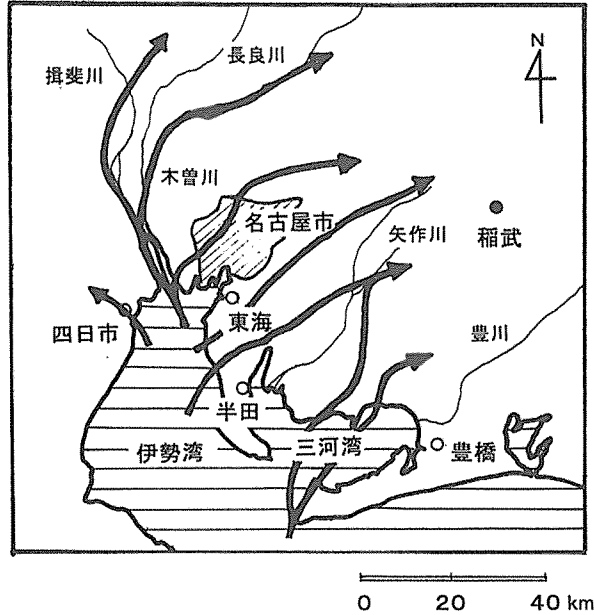 N
揖斐川
長良川
木曽川
名古屋市
矢作川
稲武
四日市
東海
豊川
半田
伊勢湾
三河湾
豊橋
0 20 40 km